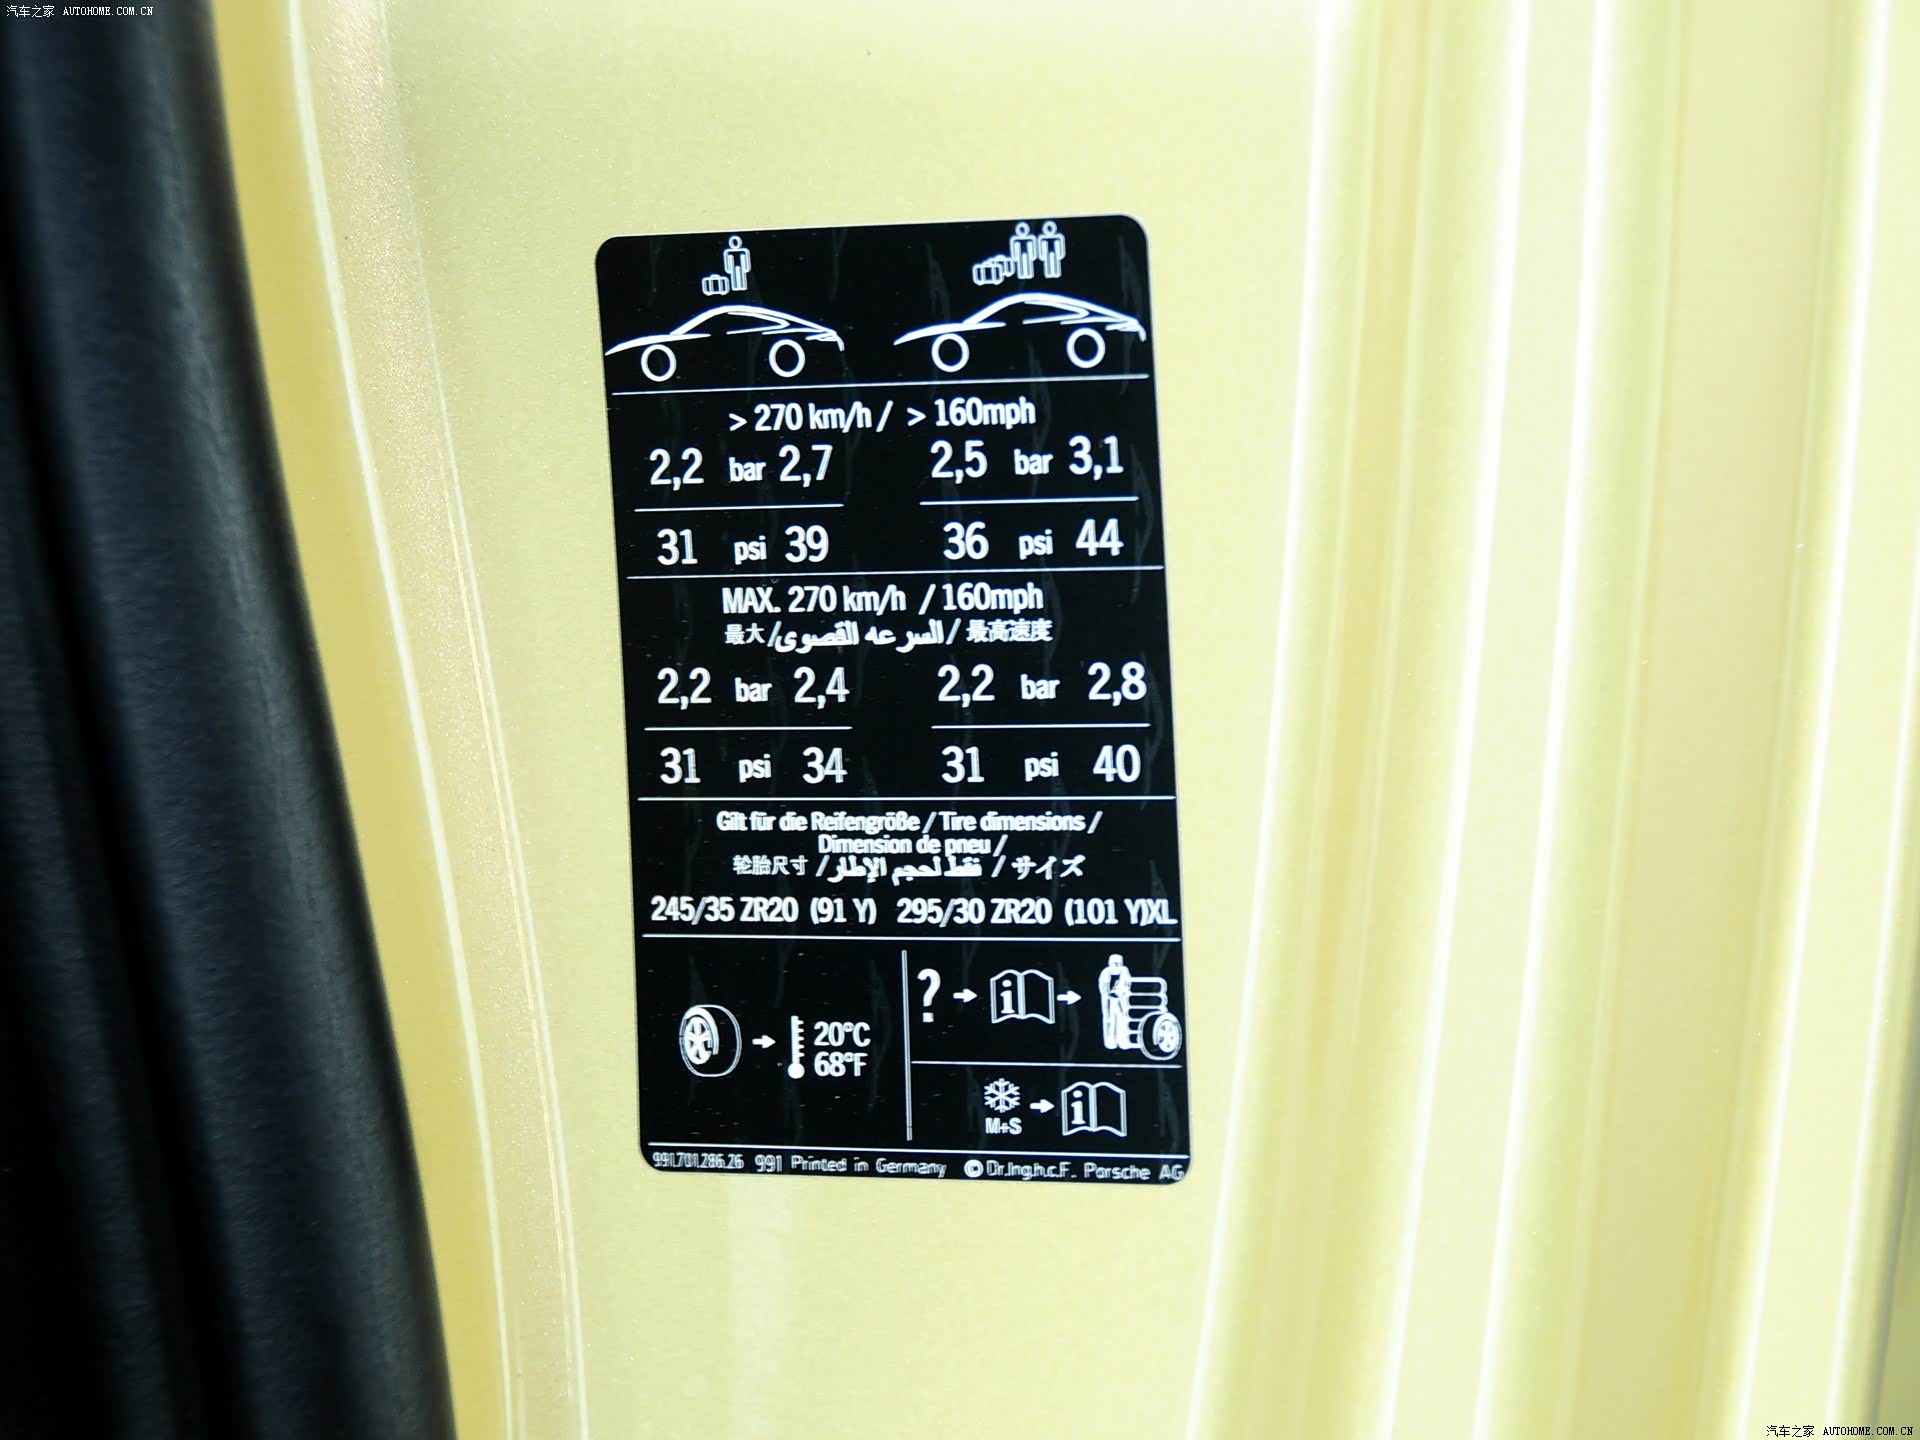 汽车之家 AUTOHOME.COM.CN
> 270 km/h / > 160mph
2,2 bar 2,7 2,5 bar 3,1
31 psi 39 36 psi 44
MAX. 270 km/h / 160mph
最大/السرعه القصوى/最高速度
2,2 bar 2,4 2,2 bar 2,8
31 psi 34 31 psi 40
Gilt für die Reifengröße / Tire dimensions /
Dimension de pneu /
轮胎尺寸 / فقط لحجم الإطار / サイズ
245/35 ZR20 (91 Y) 295/30 ZR20 (101 Y)XL
? i
20°C
68°F
i
M+S
991.701.286.26 991 Printed in Germany © Dr.Ing.h.c.F. Porsche AG
汽车之家 AUTOHOME.COM.CN